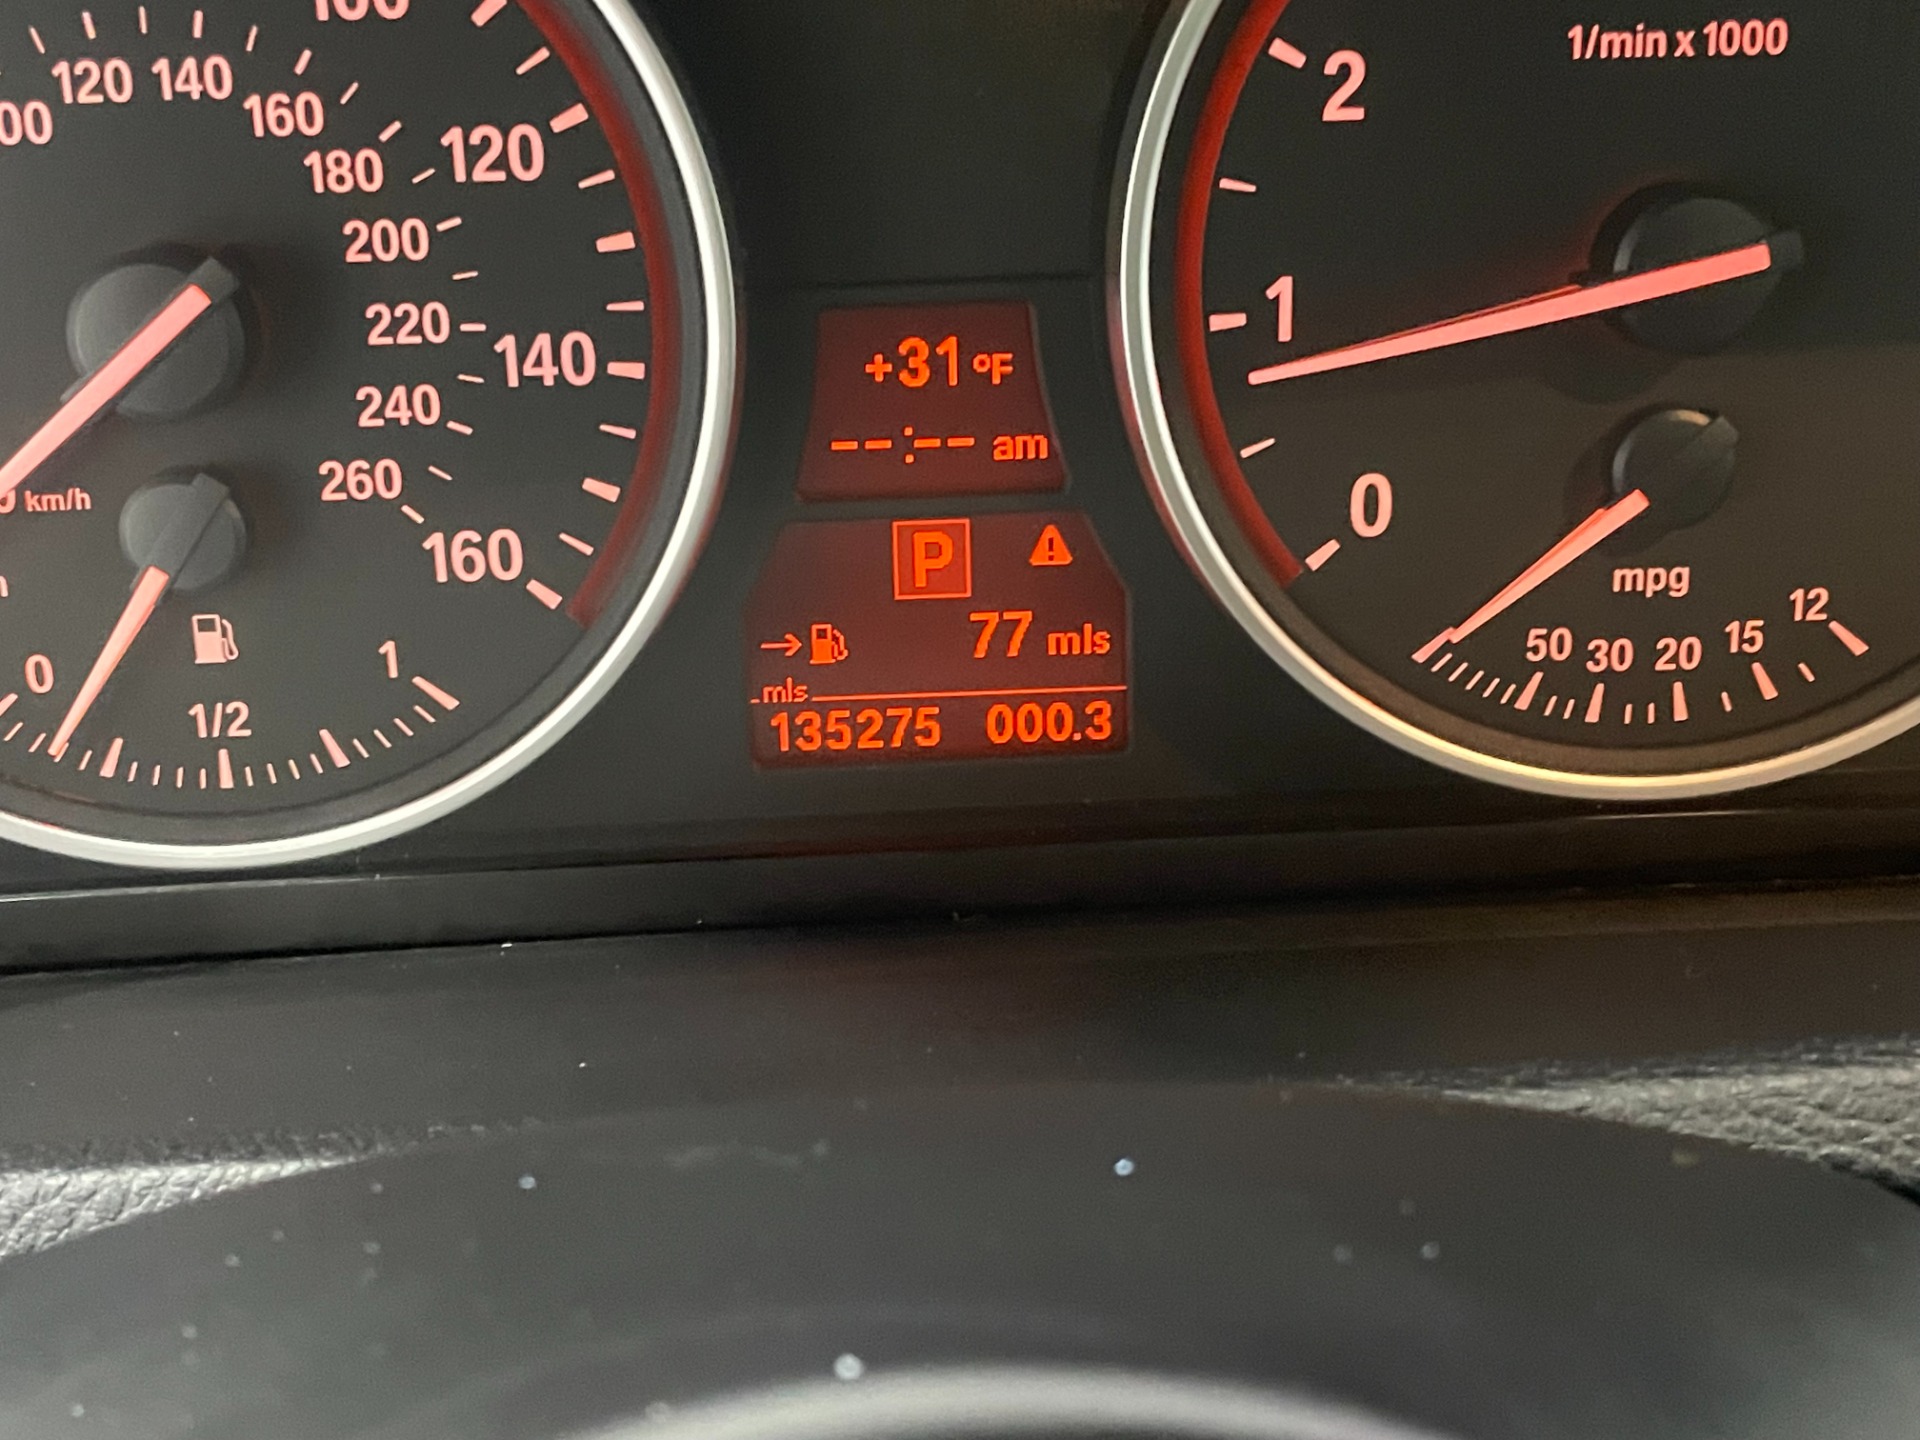 120 140
160
180
200
220
240
260
km/h
120
140
160
0
1/2
1
+31 °F
--:-- am
P
→ 77 mls
mls
135275 000.3
1/min x 1000
2
1
0
mpg
50 30 20 15 12